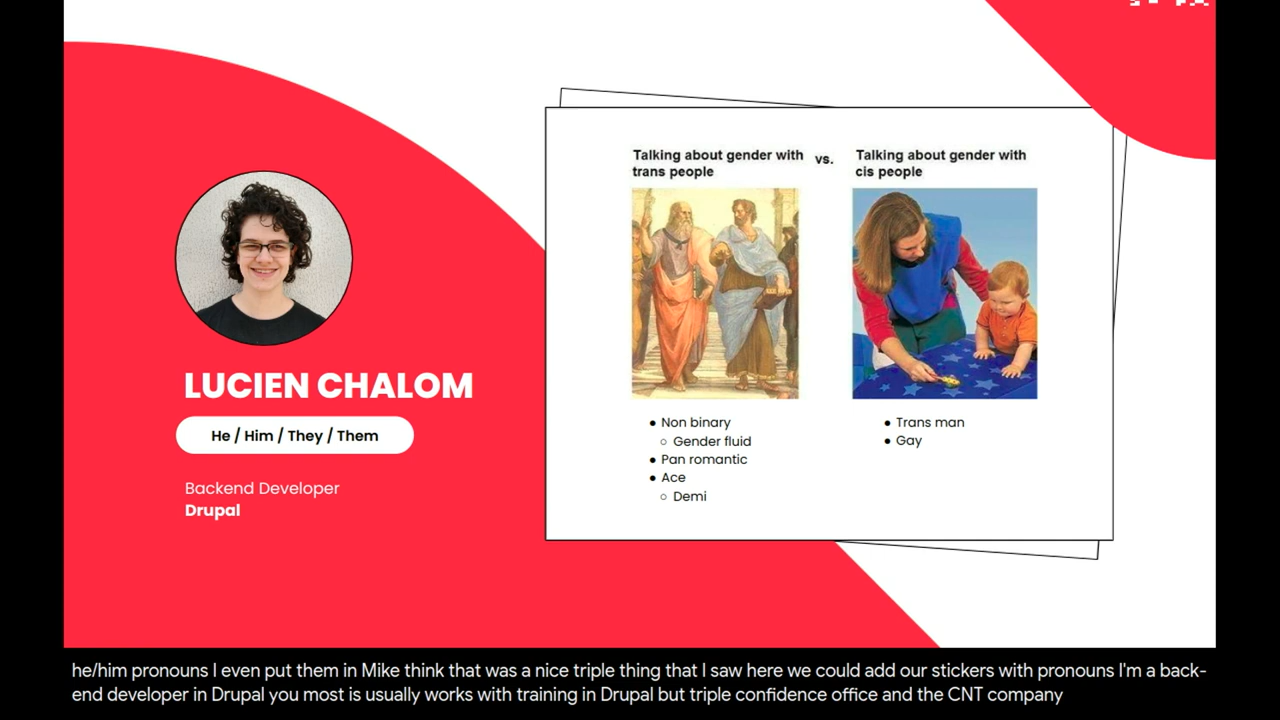 LUCIEN CHALOM
He / Him / They / Them
Backend Developer
Drupal
Talking about gender with
trans people
vs.
Talking about gender with
cis people
● Non binary
○ Gender fluid
● Pan romantic
● Ace
○ Demi
● Trans man
● Gay
he/him pronouns I even put them in Mike think that was a nice triple thing that I saw here we could add our stickers with pronouns I'm a back-
end developer in Drupal you most is usually works with training in Drupal but triple confidence office and the CNT company